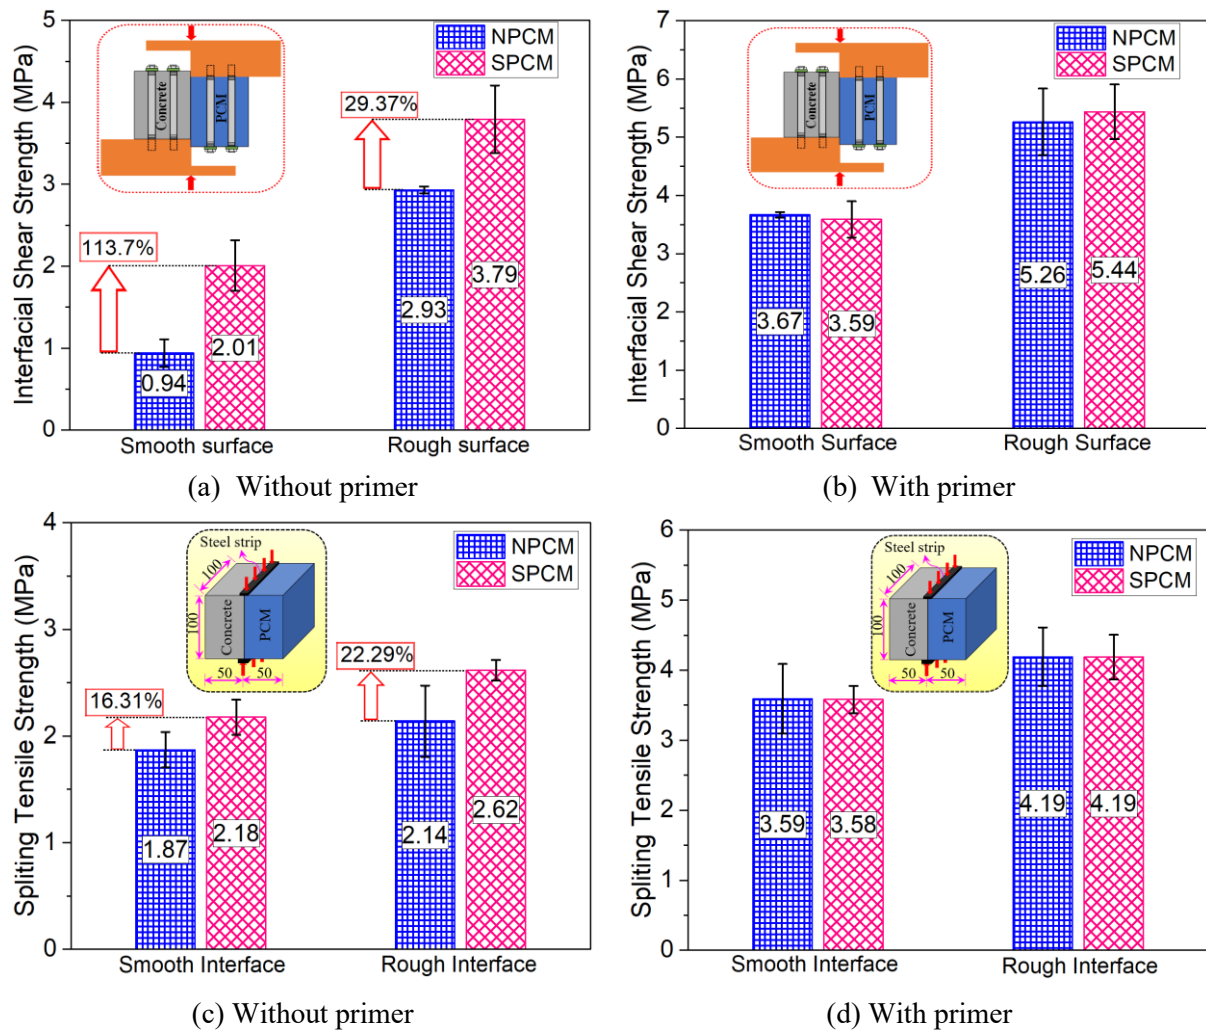 Interfacial Shear Strength (MPa)
5
4
3
2
1
0
NPCM
SPCM
Concrete
PCM
113.7%
29.37%
0.94
2.01
2.93
3.79
Smooth surface
Rough surface
(a) Without primer
Interfacial Shear Strength (MPa)
7
6
5
4
3
2
1
0
NPCM
SPCM
Concrete
PCM
3.67
3.59
5.26
5.44
Smooth Surface
Rough Surface
(b) With primer
Spliting Tensile Strength (MPa)
4
3
2
1
0
NPCM
SPCM
Steel strip
100
100
Concrete
PCM
50
50
16.31%
22.29%
1.87
2.18
2.14
2.62
Smooth Interface
Rough Interface
(c) Without primer
Spliting Tensile Strength (MPa)
6
5
4
3
2
1
0
NPCM
SPCM
Steel strip
100
100
Concrete
PCM
50
50
3.59
3.58
4.19
4.19
Smooth Interface
Rough Interface
(d) With primer